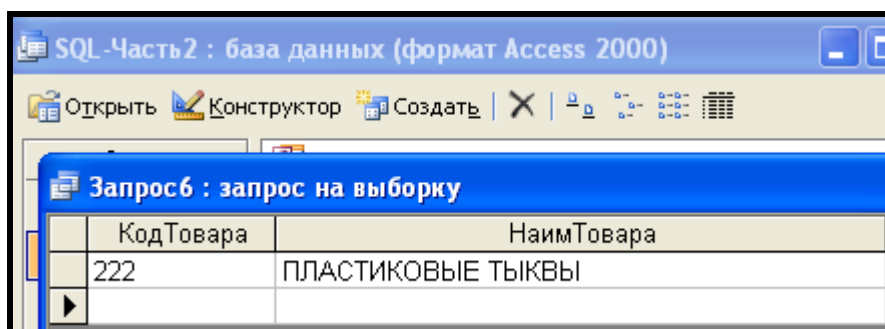 SQL-Часть2 : база данных (формат Access 2000)
Открыть Конструктор Создать
Запрос6 : запрос на выборку
КодТовара НаимТовара
222 ПЛАСТИКОВЫЕ ТЫКВЫ